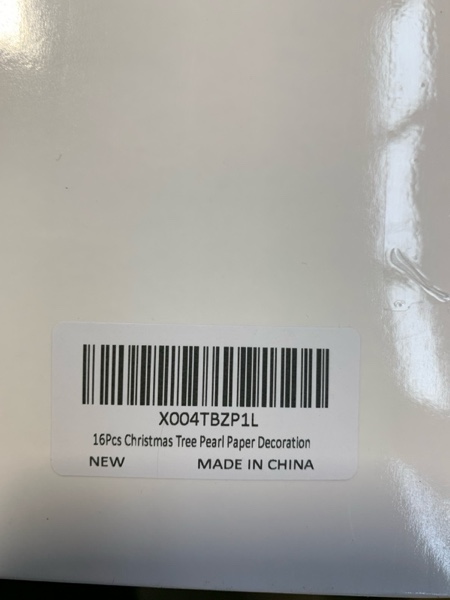 X004TBZP1L
16Pcs Christmas Tree Pearl Paper Decoration
NEW MADE IN CHINA